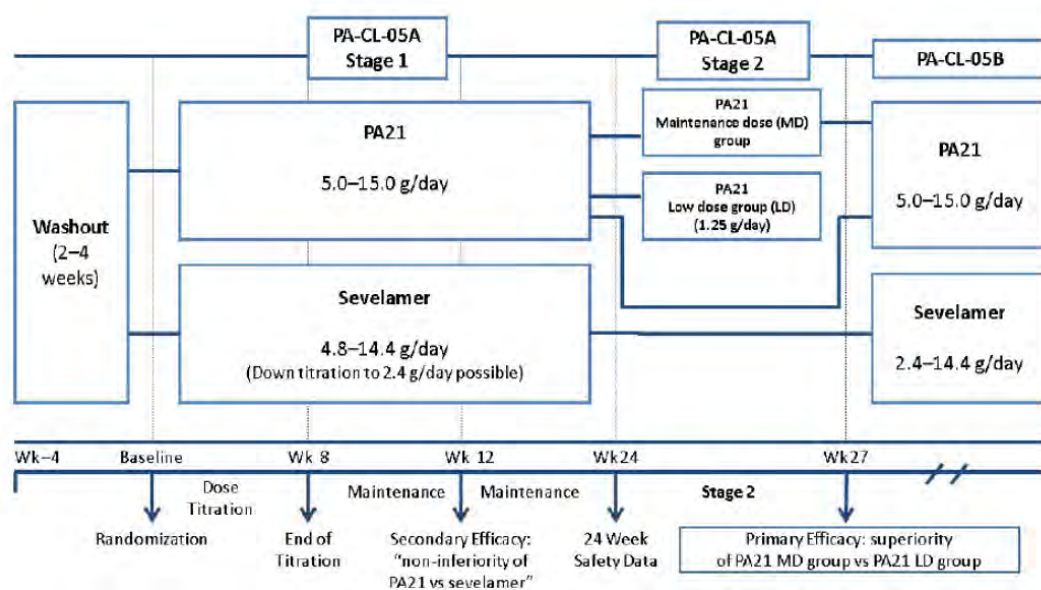 PA-CL-05A
Stage 1
PA-CL-05A
Stage 2
PA-CL-05B
Washout
(2–4
weeks)
PA21
5.0–15.0 g/day
Sevelamer
4.8–14.4 g/day
(Down titration to 2.4 g/day possible)
PA21
Maintenance dose (MD)
group
PA21
Low dose group (LD)
(1.25 g/day)
PA21
5.0–15.0 g/day
Sevelamer
2.4–14.4 g/day
Wk–4
Baseline
Wk 8
Wk 12
Wk24
Wk27
Dose
Titration
Maintenance
Maintenance
Stage 2
Randomization
End of
Titration
Secondary Efficacy:
“non-inferiority of
PA21 vs sevelamer”
24 Week
Safety Data
Primary Efficacy: superiority
of PA21 MD group vs PA21 LD group